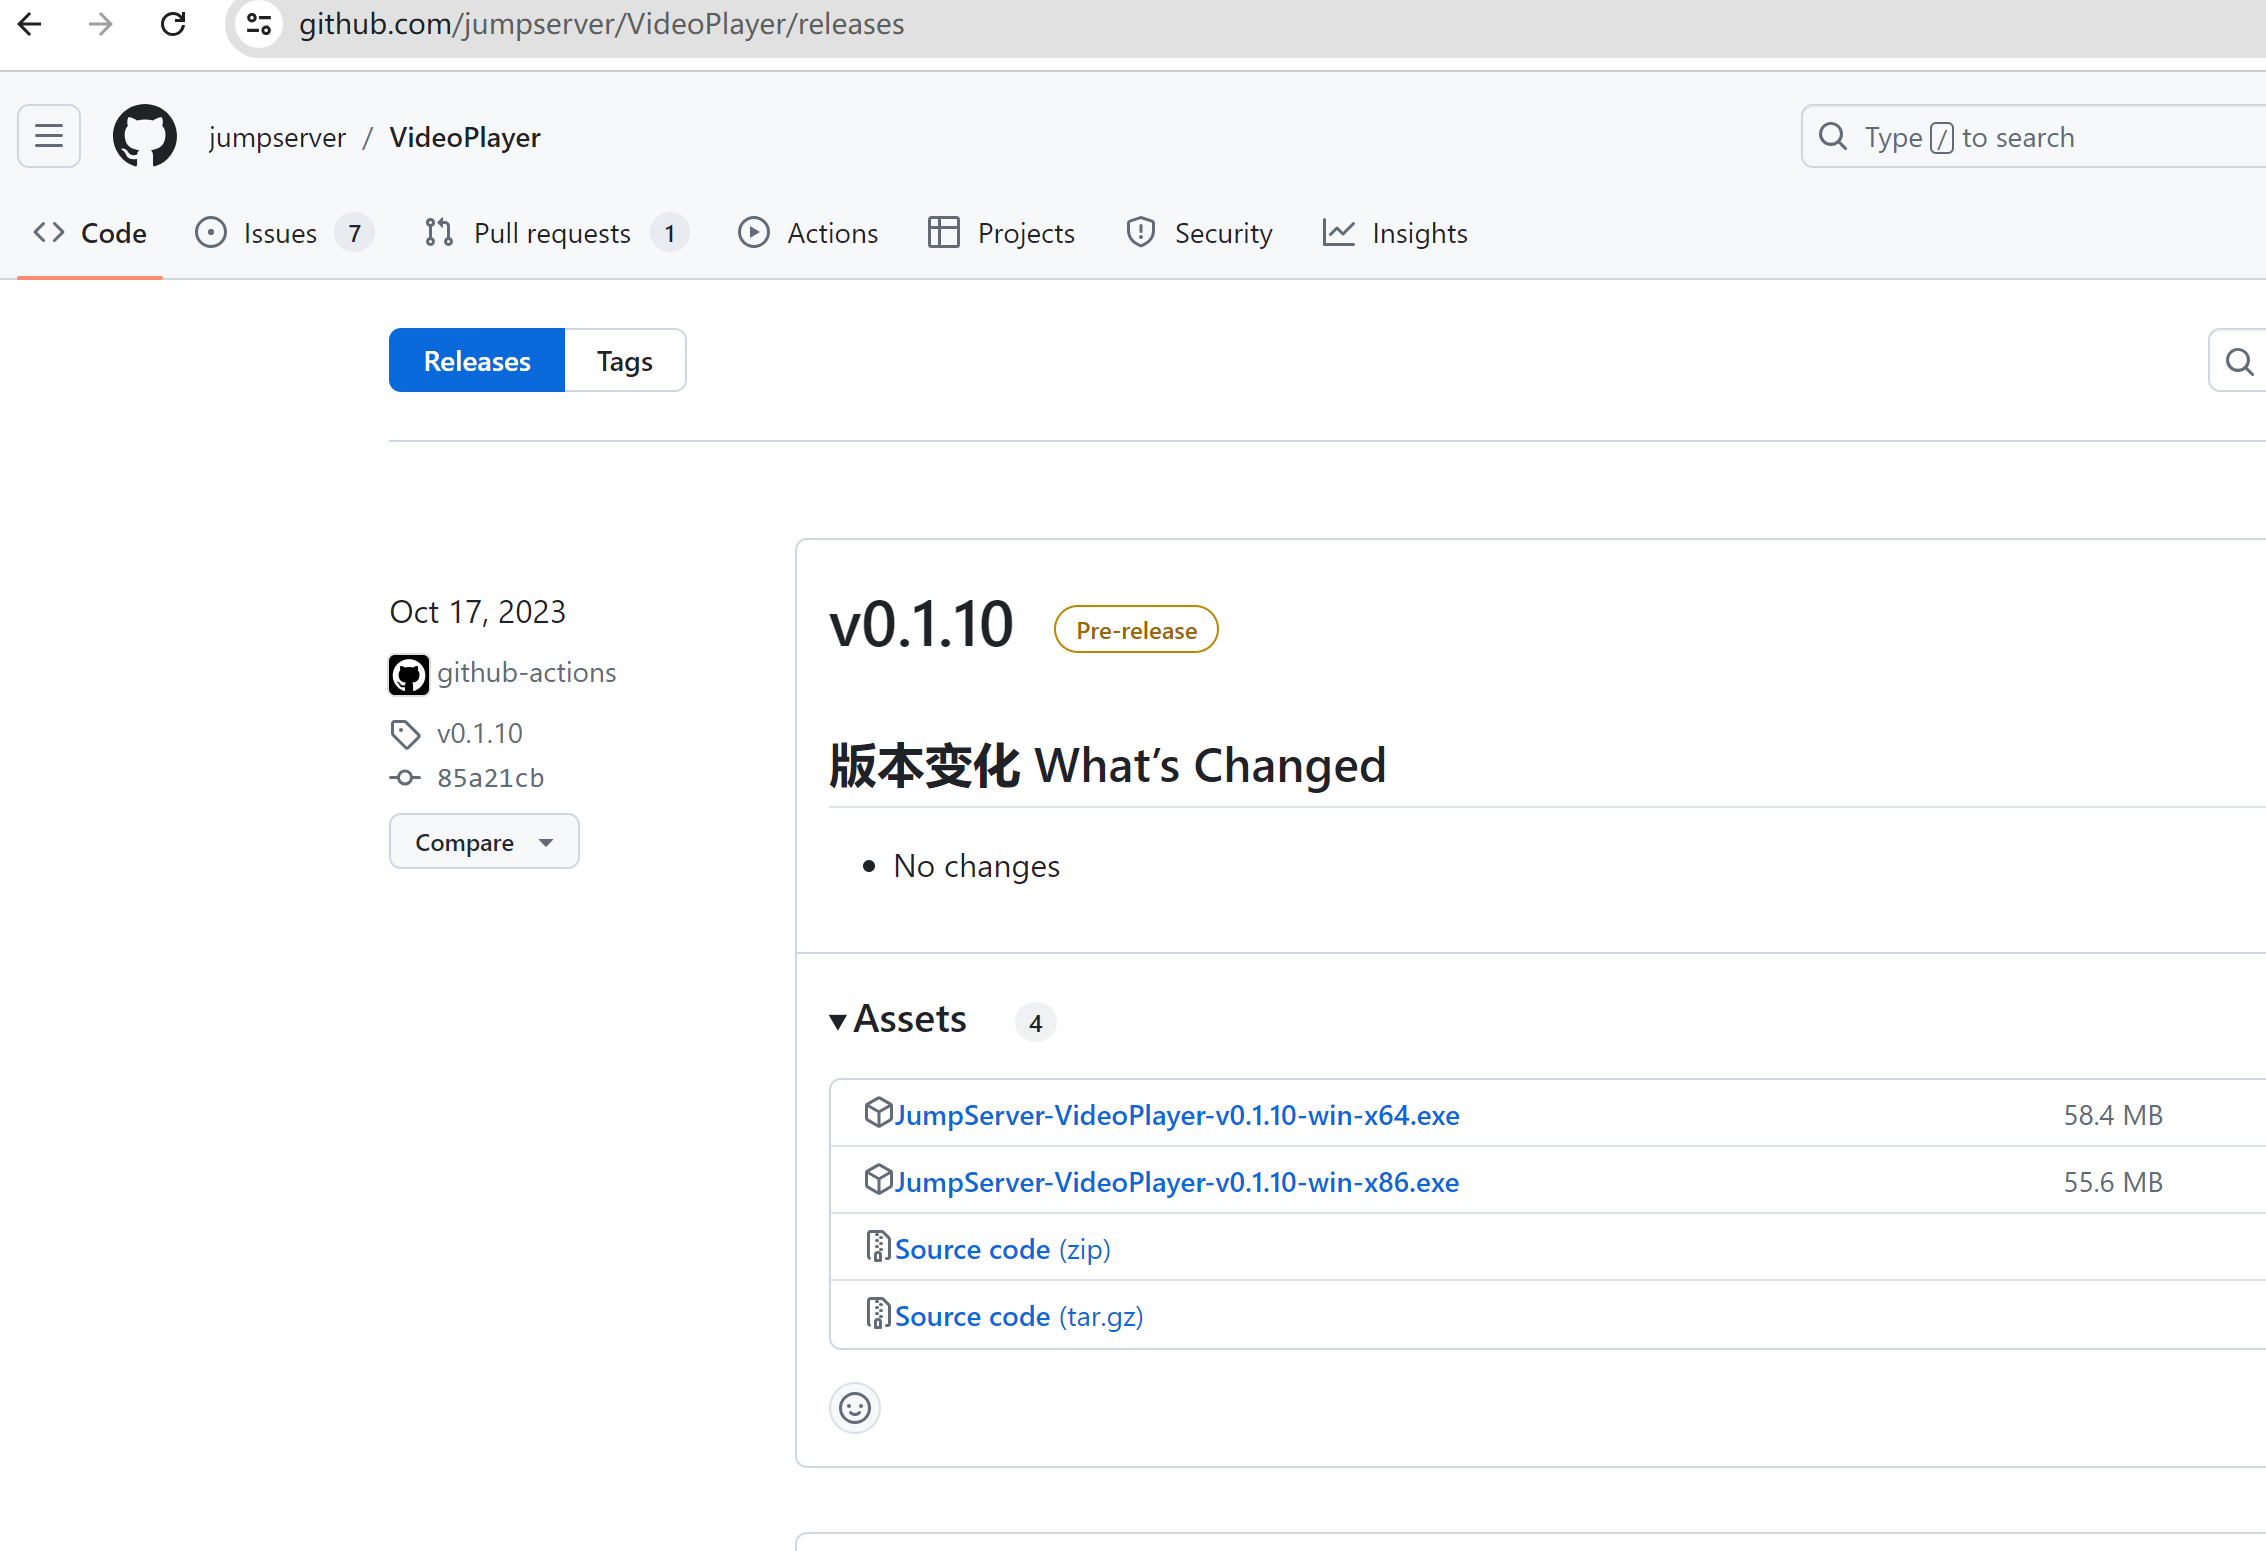 github.com/jumpserver/VideoPlayer/releases
jumpserver / VideoPlayer
Type / to search
Code Issues 7 Pull requests 1 Actions Projects Security Insights
Releases Tags
Oct 17, 2023
github-actions
v0.1.10
85a21cb
Compare
v0.1.10 Pre-release
版本变化 What’s Changed
• No changes
Assets 4
JumpServer-VideoPlayer-v0.1.10-win-x64.exe 58.4 MB
JumpServer-VideoPlayer-v0.1.10-win-x86.exe 55.6 MB
Source code (zip)
Source code (tar.gz)